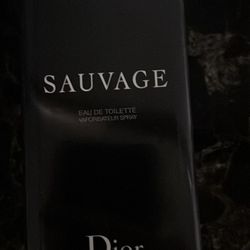 SAUVAGE
EAU DE TOILETTE
VAPORISATEUR SPRAY
Dior